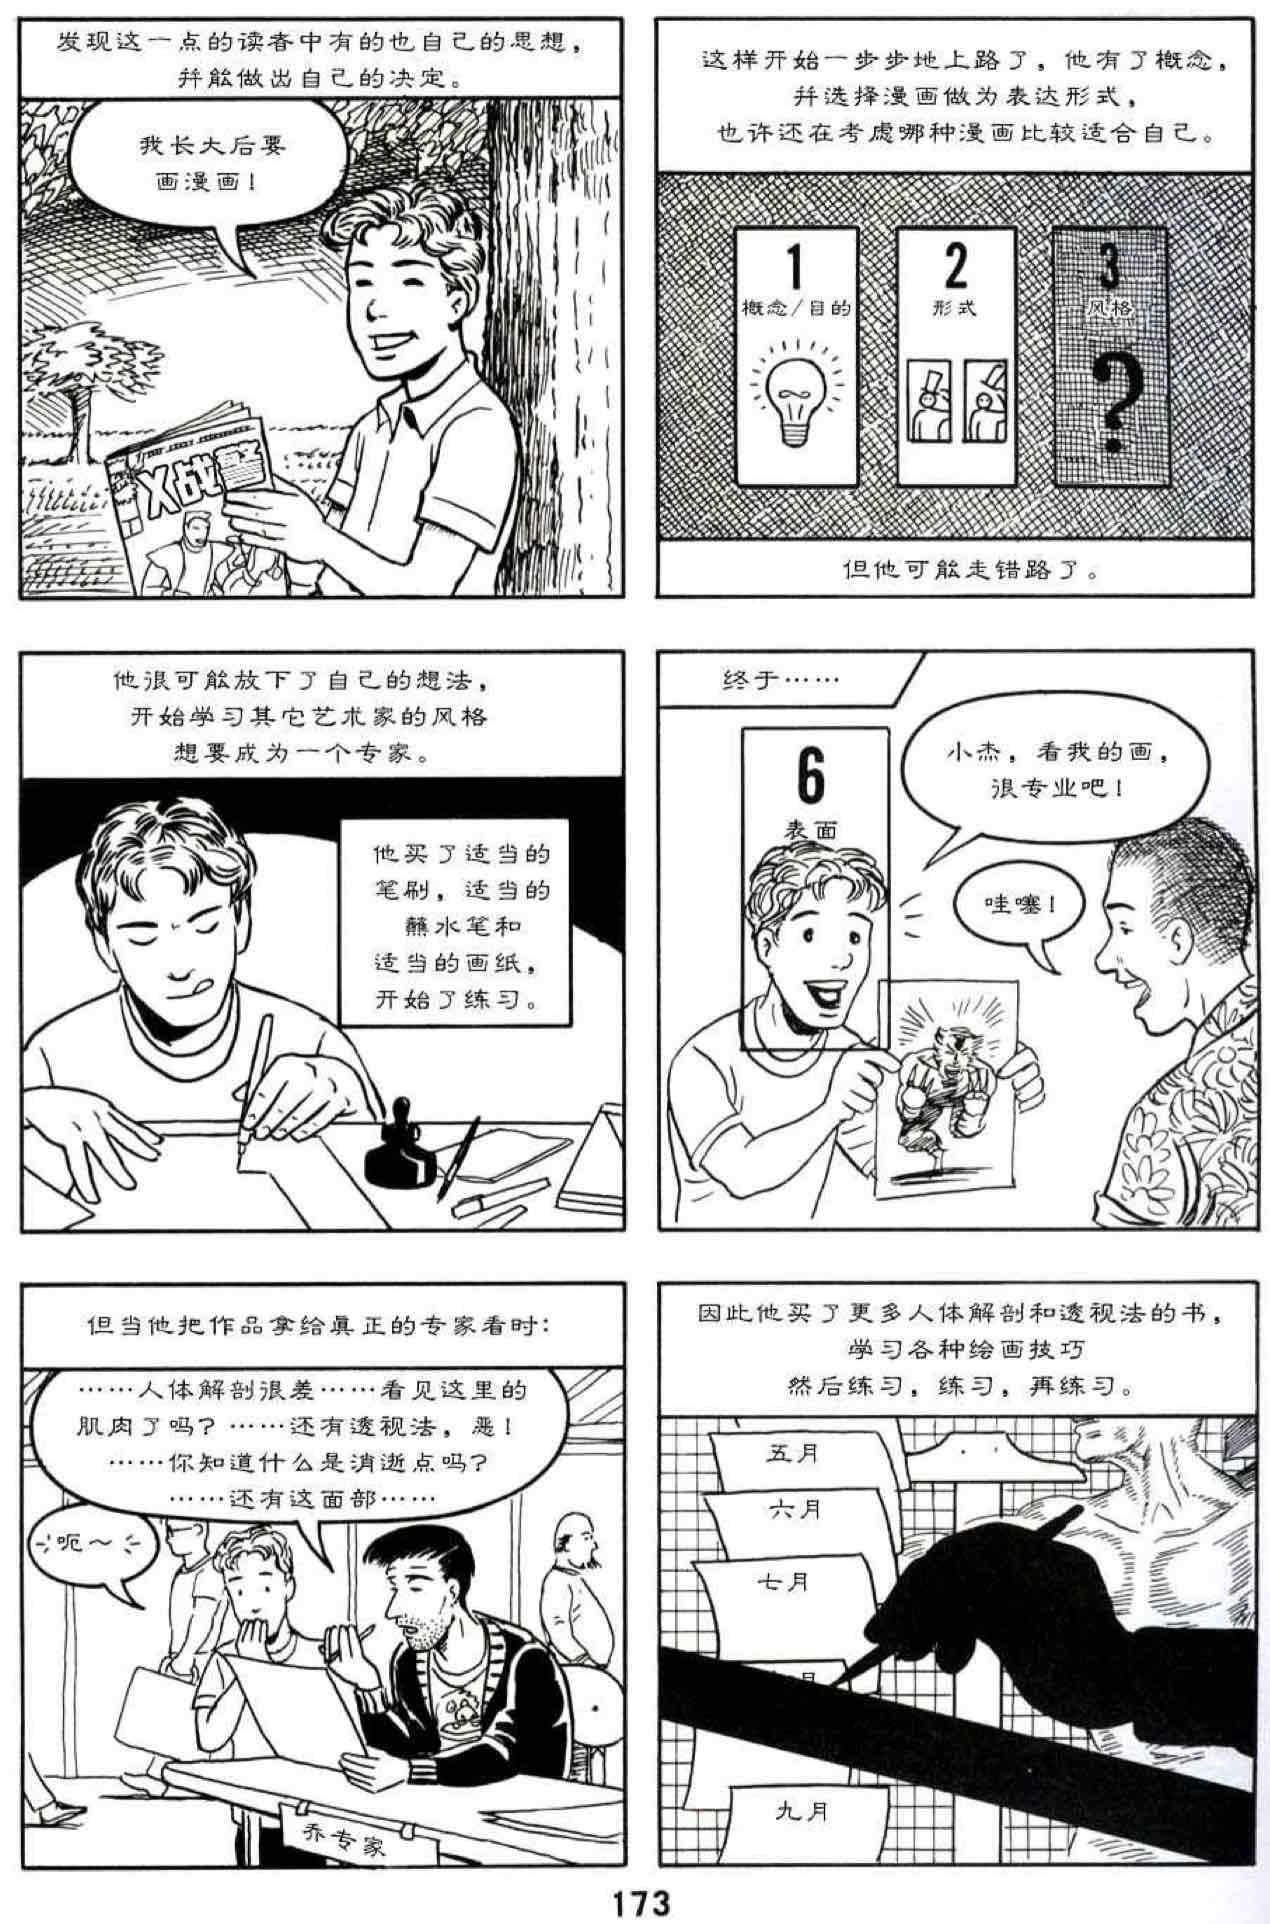 发现这一点的读者中有的也自己的思想，
并能做出自己的决定。
我长大后要
画漫画！
X战警
这样开始一步步地上路了，他有了概念，
并选择漫画做为表达形式，
也许还在考虑哪种漫画比较适合自己。
1
概念/目的
2
形式
3
风格
?
但他可能走错路了。
他很可能放下了自己的想法，
开始学习其它艺术家的风格
想要成为一个专家。
他买了适当的
笔刷，适当的
蘸水笔和
适当的画纸，
开始了练习。
终于……
6
表面
小杰，看我的画，
很专业吧！
哇噻！
但当他把作品拿给真正的专家看时：
……人体解剖很差……看见这里的
肌肉了吗？……还有透视法，恶！
……你知道什么是消逝点吗？
……还有这面部……
呃～
乔专家
因此他买了更多人体解剖和透视法的书，
学习各种绘画技巧
然后练习，练习，再练习。
五月
六月
七月
月
九月
173